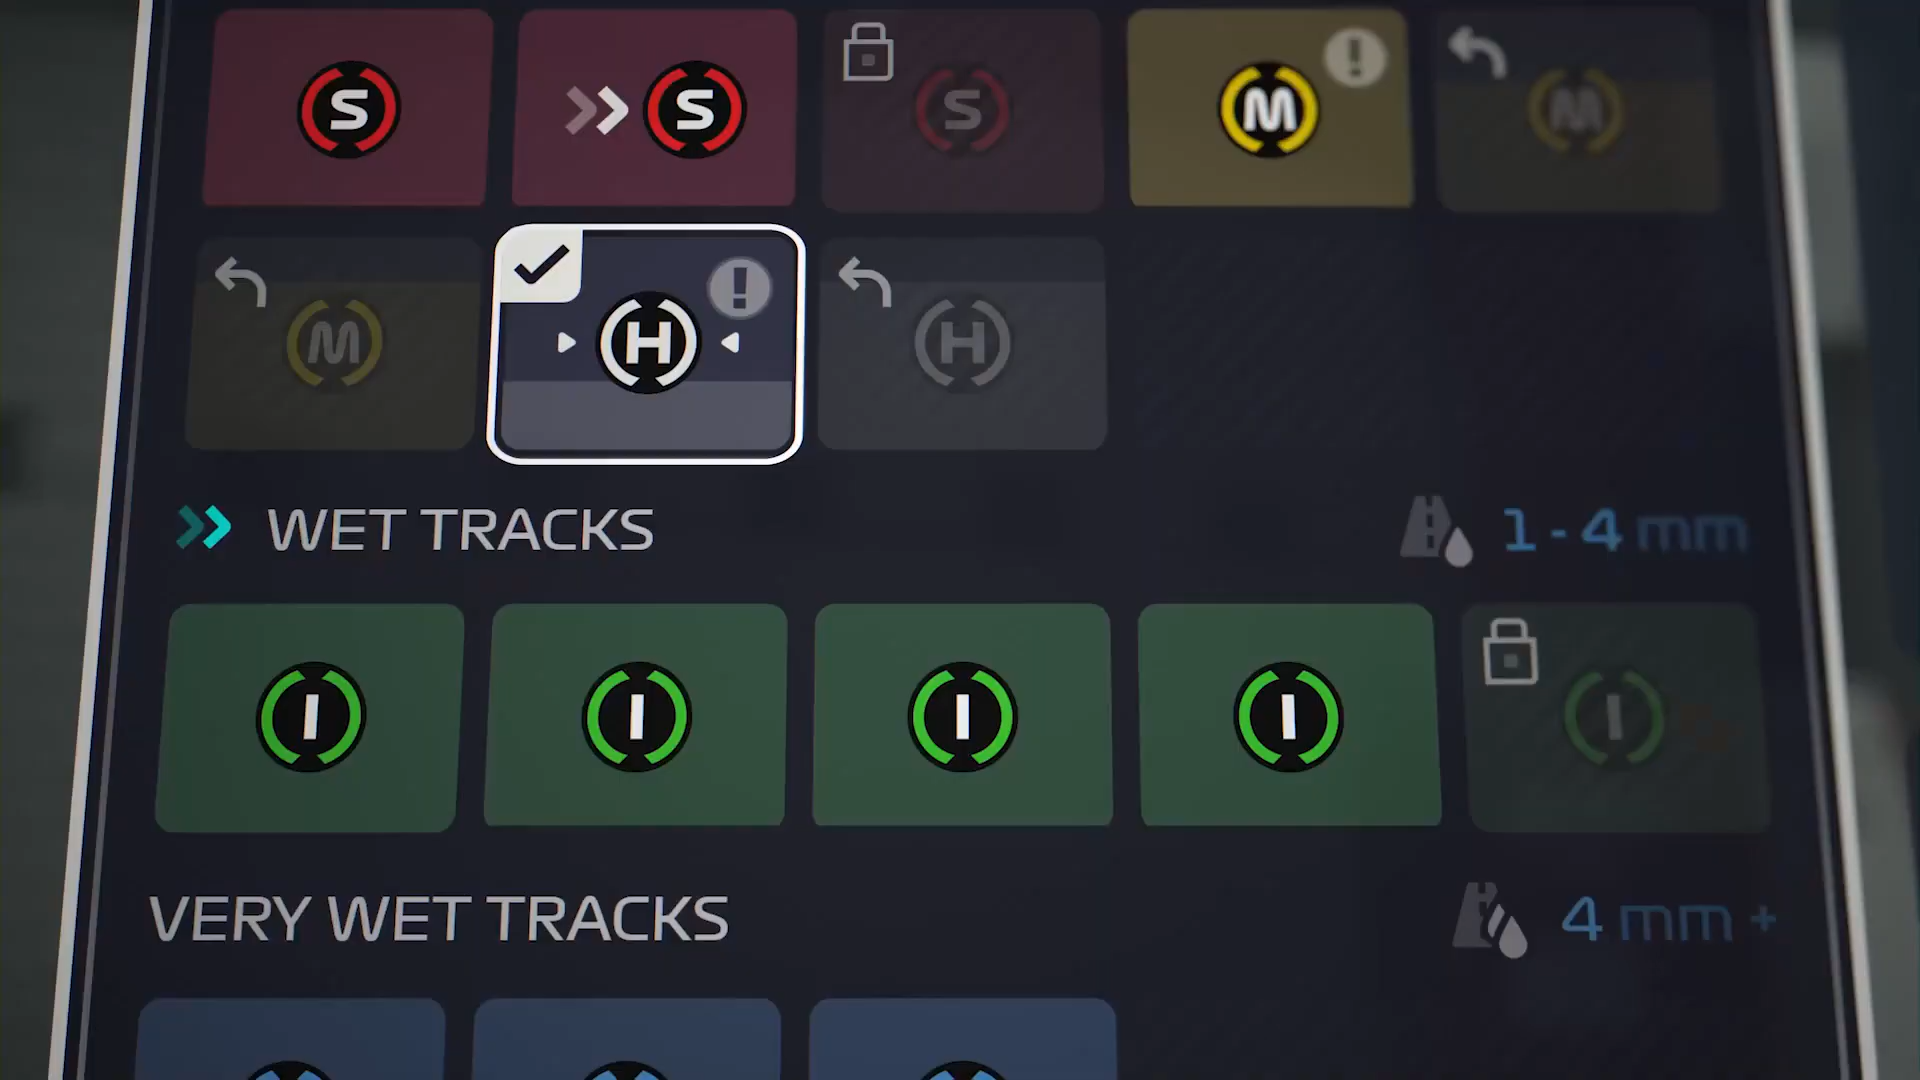 S S S M M
M H H
WET TRACKS 1 - 4 mm
I I I I I
VERY WET TRACKS 4 mm +